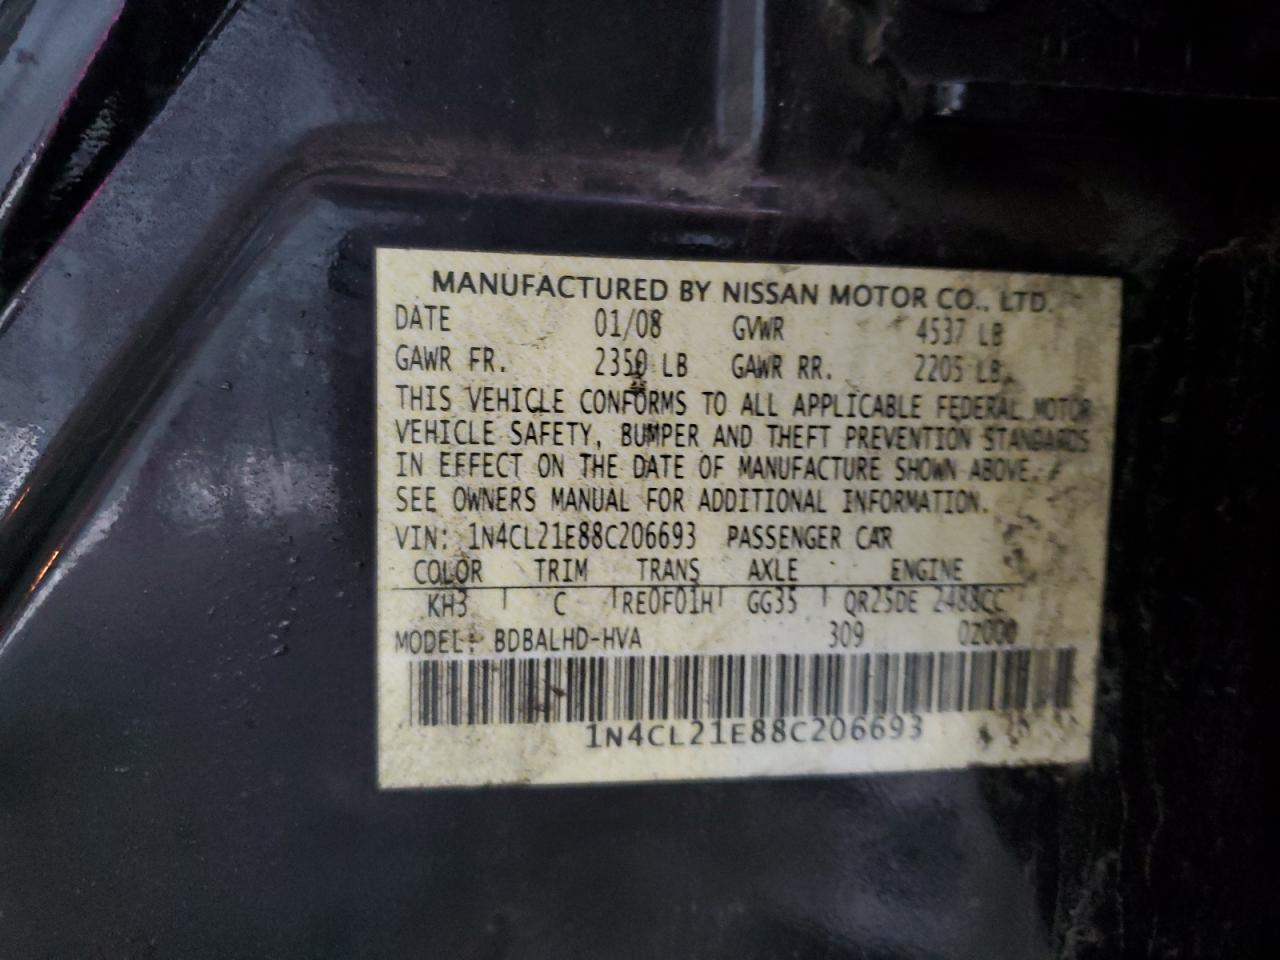 MANUFACTURED BY NISSAN MOTOR CO., LTD.
DATE 01/08 GVWR 4537 LB
GAWR FR. 2350 LB GAWR RR. 2205 LB
THIS VEHICLE CONFORMS TO ALL APPLICABLE FEDERAL MOTOR
VEHICLE SAFETY, BUMPER AND THEFT PREVENTION STANDARDS
IN EFFECT ON THE DATE OF MANUFACTURE SHOWN ABOVE.
SEE OWNERS MANUAL FOR ADDITIONAL INFORMATION.
VIN: 1N4CL21E88C206693 PASSENGER CAR
COLOR TRIM TRANS AXLE ENGINE
KH3 C RE0F01H GG35 QR25DE 2488CC
MODEL: BDBALHD-HVA 309 02000
1N4CL21E88C206693